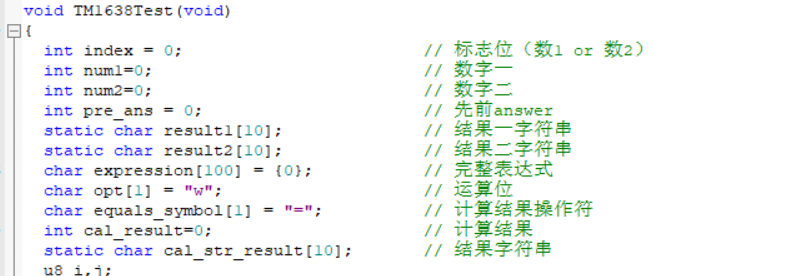 void TM1638Test(void)
{
int index = 0; // 标志位（数1 or 数2）
int num1=0; // 数字一
int num2=0; // 数字二
int pre_ans = 0; // 先前answer
static char result1[10]; // 结果一字符串
static char result2[10]; // 结果二字符串
char expression[100] = {0}; // 完整表达式
char opt[1] = "w"; // 运算位
char equals_symbol[1] = "="; // 计算结果操作符
int cal_result=0; // 计算结果
static char cal_str_result[10]; // 结果字符串
u8 i,j;